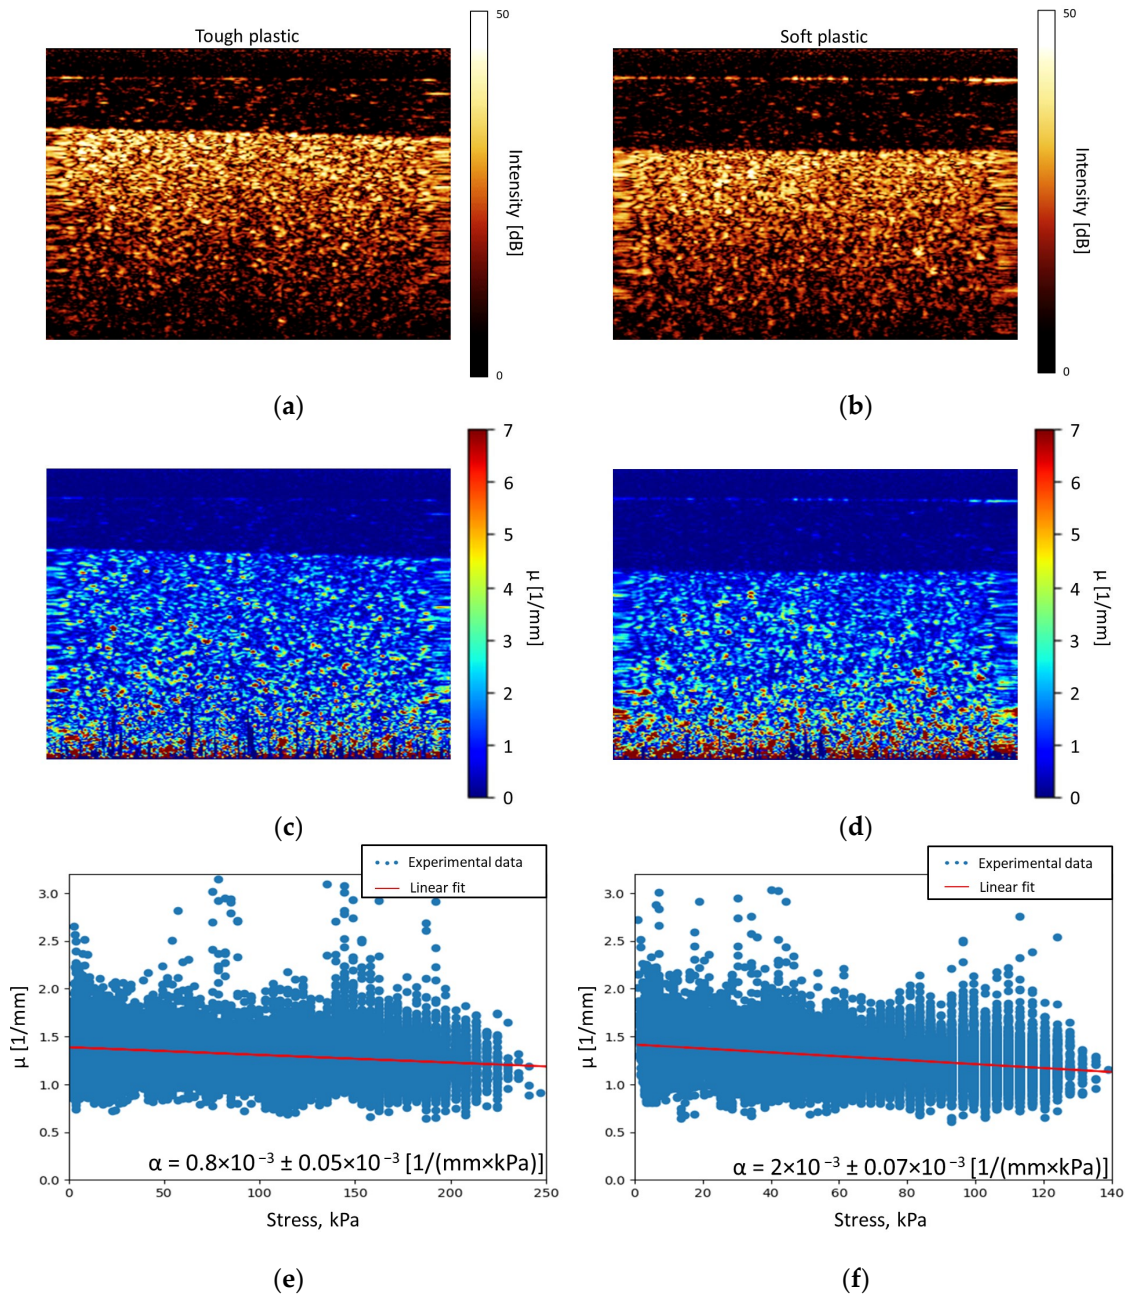 Tough plastic
50
Intensity [dB]
0
Soft plastic
50
Intensity [dB]
0
(a)
(b)
7
6
5
4
3
2
1
0
μ [1/mm]
7
6
5
4
3
2
1
0
μ [1/mm]
(c)
(d)
Experimental data
Linear fit
3.0
2.5
2.0
1.5
1.0
0.5
0.0
μ [1/mm]
α = 0.8×10⁻³ ± 0.05×10⁻³ [1/(mm×kPa)]
0 50 100 150 200 250
Stress, kPa
Experimental data
Linear fit
3.0
2.5
2.0
1.5
1.0
0.5
0.0
μ [1/mm]
α = 2×10⁻³ ± 0.07×10⁻³ [1/(mm×kPa)]
0 20 40 60 80 100 120 140
Stress, kPa
(e)
(f)